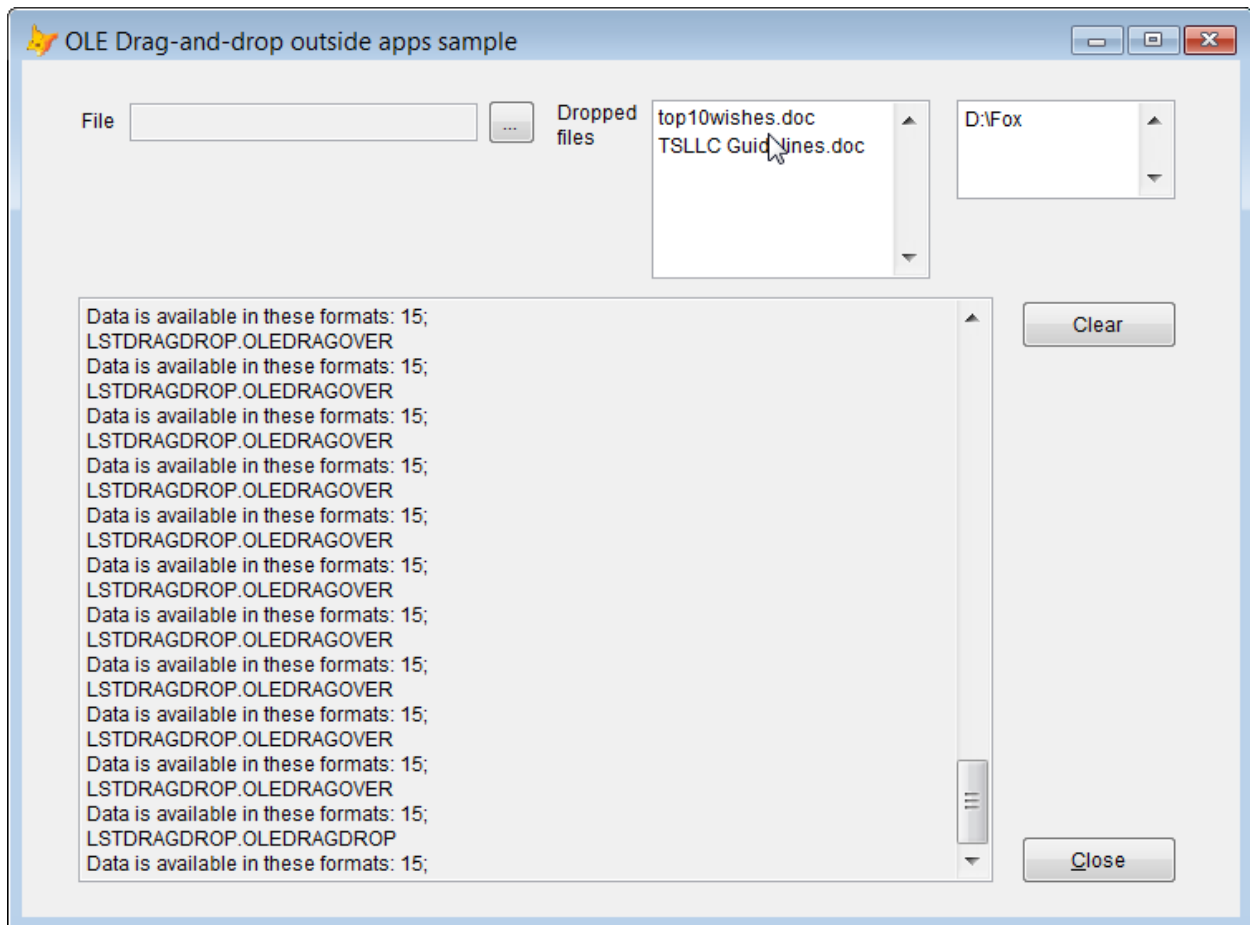 OLE Drag-and-drop outside apps sample
File
...
Dropped
files
top10wishes.doc
TSLLC Guidelines.doc
D:\Fox
Data is available in these formats: 15;
LSTDRAGDROP.OLEDRAGOVER
Data is available in these formats: 15;
LSTDRAGDROP.OLEDRAGOVER
Data is available in these formats: 15;
LSTDRAGDROP.OLEDRAGOVER
Data is available in these formats: 15;
LSTDRAGDROP.OLEDRAGOVER
Data is available in these formats: 15;
LSTDRAGDROP.OLEDRAGOVER
Data is available in these formats: 15;
LSTDRAGDROP.OLEDRAGOVER
Data is available in these formats: 15;
LSTDRAGDROP.OLEDRAGOVER
Data is available in these formats: 15;
LSTDRAGDROP.OLEDRAGOVER
Data is available in these formats: 15;
LSTDRAGDROP.OLEDRAGOVER
Data is available in these formats: 15;
LSTDRAGDROP.OLEDRAGOVER
Data is available in these formats: 15;
LSTDRAGDROP.OLEDRAGDROP
Data is available in these formats: 15;
Clear
Close